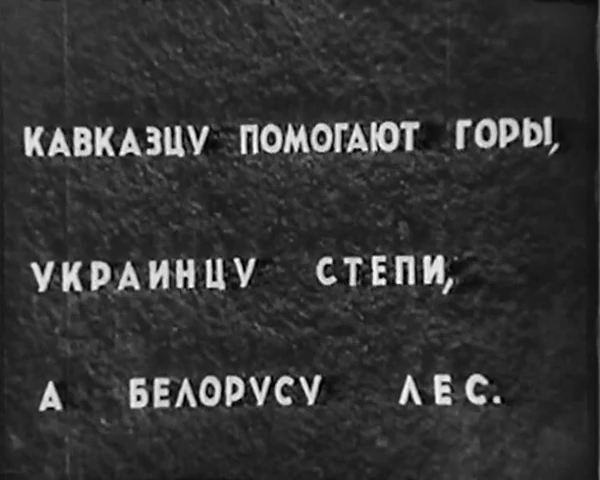 КАВКАЗЦУ ПОМОГАЮТ ГОРЫ,
УКРАИНЦУ СТЕПИ,
А БЕЛОРУСУ ЛЕС.